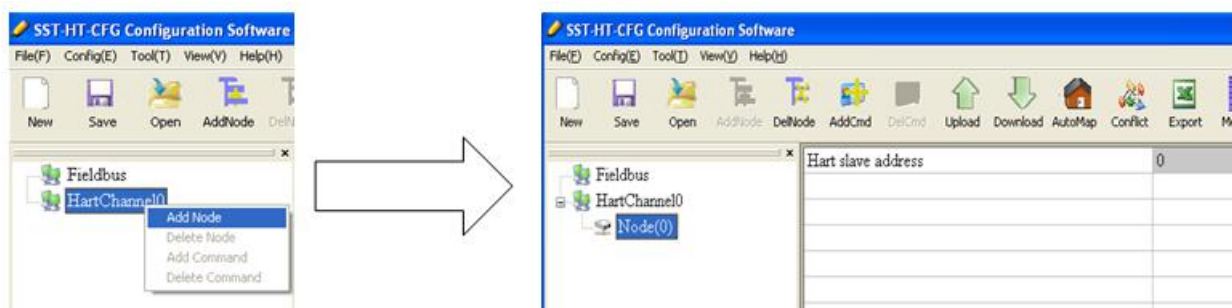 SST-HT-CFG Configuration Softw
File(F) Config(E) Tool(T) View(V) Help(H)
New Save Open AddNode DelN
Fieldbus
HartChannel0
Add Node
Delete Node
Add Command
Delete Command
SST-HT-CFG Configuration Software
File(F) Config(E) Tool(T) View(V) Help(H)
New Save Open AddNode DelNode AddCmd DelCmd Upload Download AutoMap Conflict Export M
Hart slave address 0
Fieldbus
HartChannel0
Node(0)